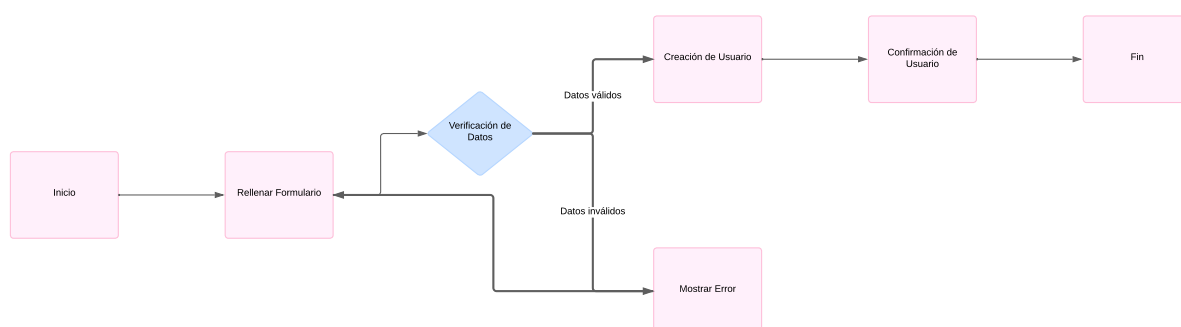 Inicio
Rellenar Formulario
Verificación de
Datos
Datos válidos
Datos inválidos
Creación de Usuario
Confirmación de
Usuario
Fin
Mostrar Error